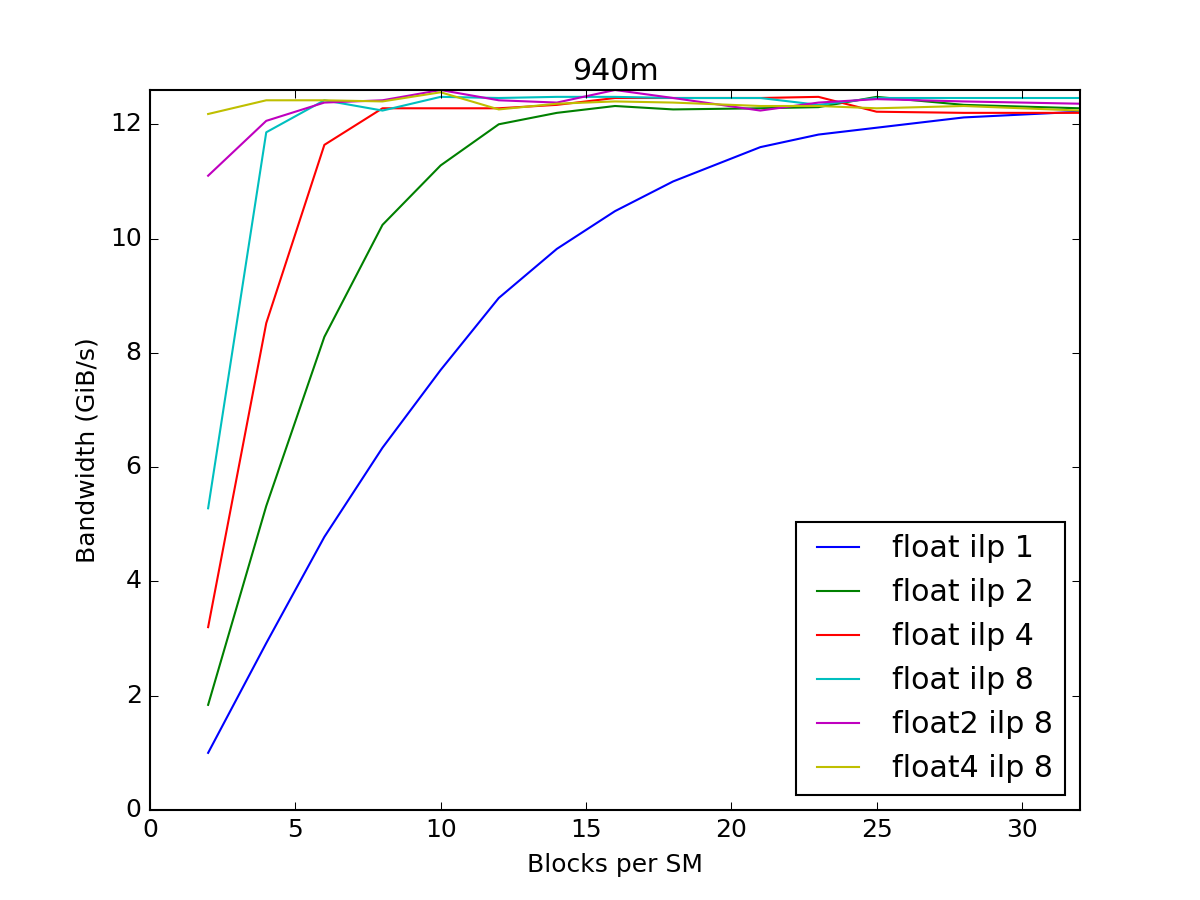 940m
Bandwidth (GiB/s)
12
10
8
6
4
2
0
float ilp 1
float ilp 2
float ilp 4
float ilp 8
float2 ilp 8
float4 ilp 8
0 5 10 15 20 25 30
Blocks per SM